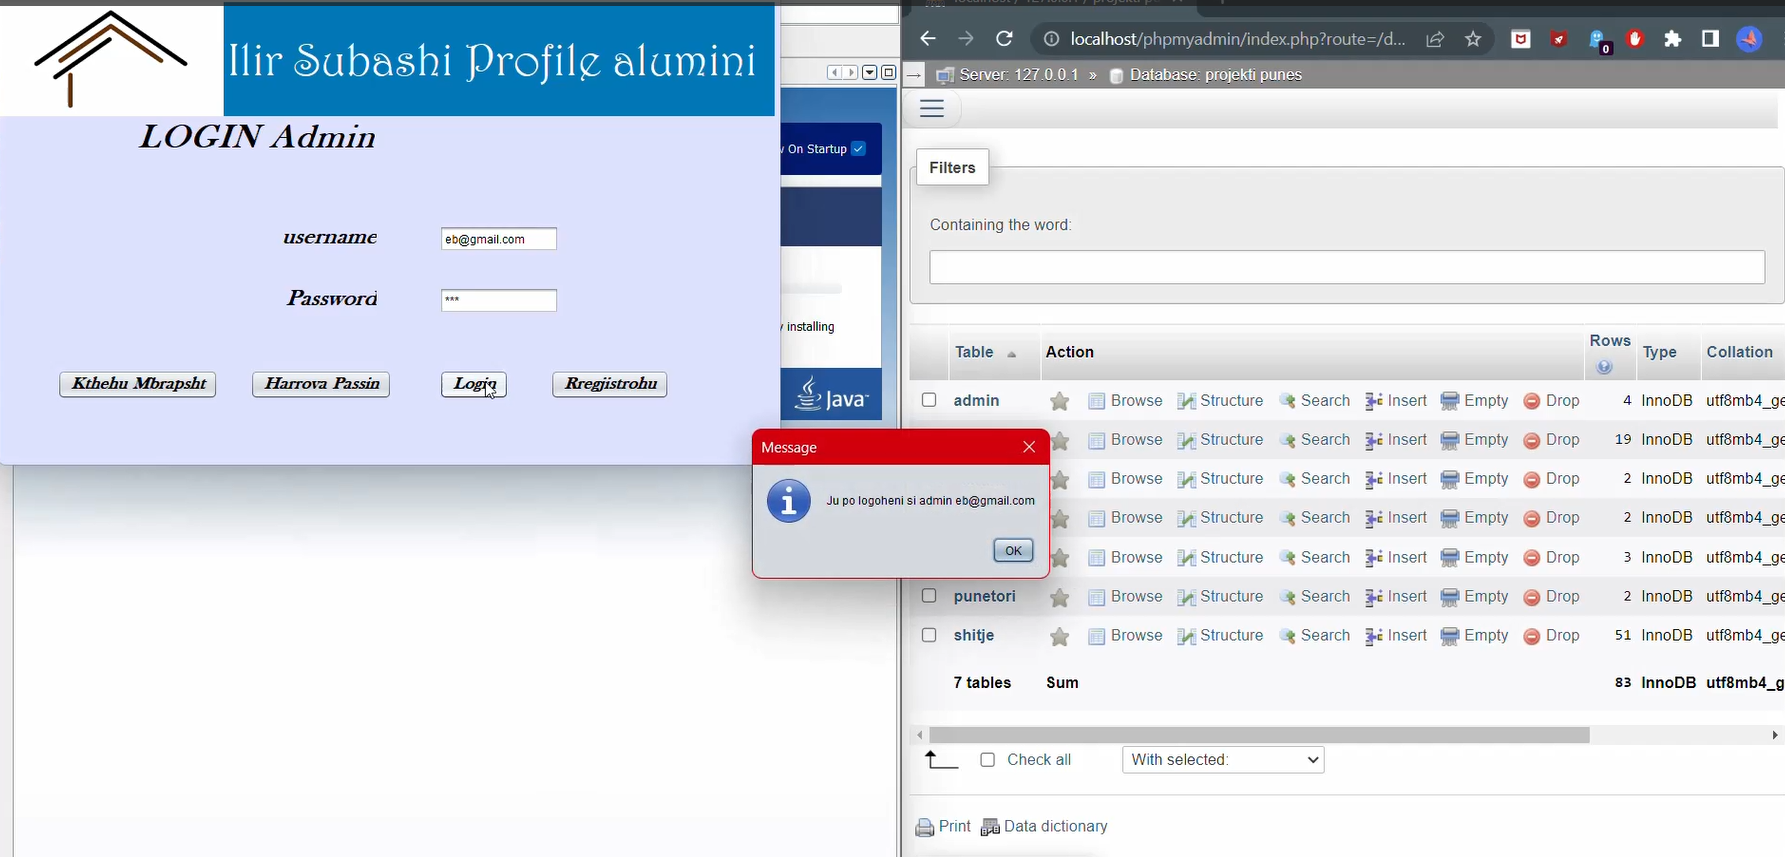 Ilir Subashi Profile alumini
LOGIN Admin
username
eb@gmail.com
Password
***
Kthehu Mbrapsht
Harrova Passin
Login
Rregjistrohu
On Startup
installing
Java
Message
Ju po logoheni si admin eb@gmail.com
OK
localhost/phpmyadmin/index.php?route=/d...
0
Server: 127.0.0.1 » Database: projekti punes
Filters
Containing the word:
Table Action Rows Type Collation
admin Browse Structure Search Insert Empty Drop 4 InnoDB utf8mb4_ge
Browse Structure Search Insert Empty Drop 19 InnoDB utf8mb4_ge
Browse Structure Search Insert Empty Drop 2 InnoDB utf8mb4_ge
Browse Structure Search Insert Empty Drop 2 InnoDB utf8mb4_ge
Browse Structure Search Insert Empty Drop 3 InnoDB utf8mb4_ge
punetori Browse Structure Search Insert Empty Drop 2 InnoDB utf8mb4_ge
shitje Browse Structure Search Insert Empty Drop 51 InnoDB utf8mb4_ge
7 tables Sum 83 InnoDB utf8mb4_g
Check all With selected:
Print Data dictionary